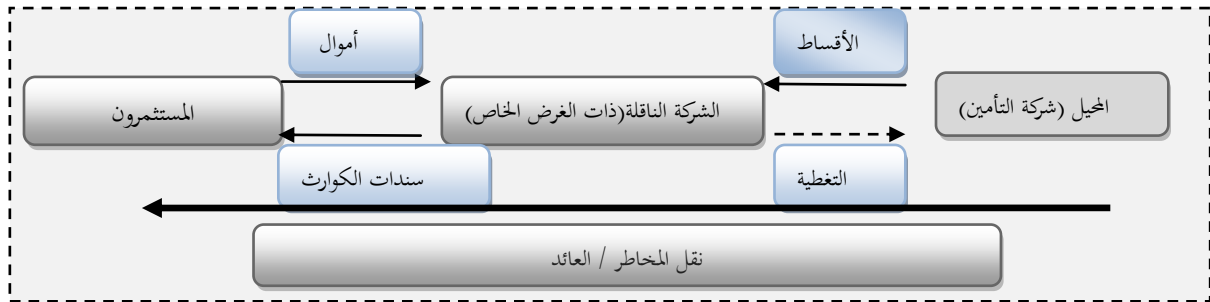 الأقساط
أموال
المحيل (شركة التأمين)
الشركة الناقلة(ذات الغرض الخاص)
المستثمرون
التغطية
سندات الكوارث
نقل المخاطر / العائد